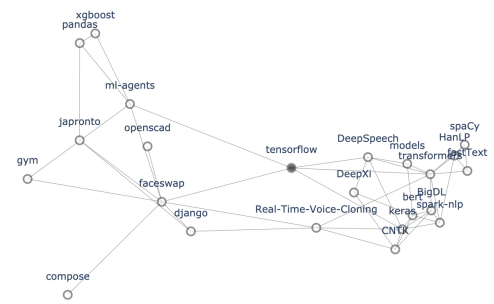 xgboost
pandas
ml-agents
japronto
openscad
gym
faceswap
django
compose
tensorflow
Real-Time-Voice-Cloning
DeepSpeech
DeepXi
models
transformers
spaCy
HanLP
fastText
BigDL
bert
spark-nlp
keras
CNTK